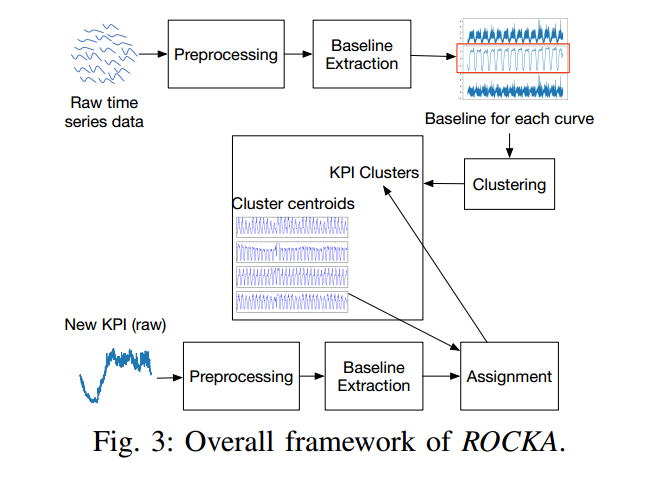 Preprocessing
Baseline
Extraction
Raw time
series data
Baseline for each curve
Clustering
KPI Clusters
Cluster centroids
New KPI (raw)
Preprocessing
Baseline
Extraction
Assignment
Fig. 3: Overall framework of ROCKA.